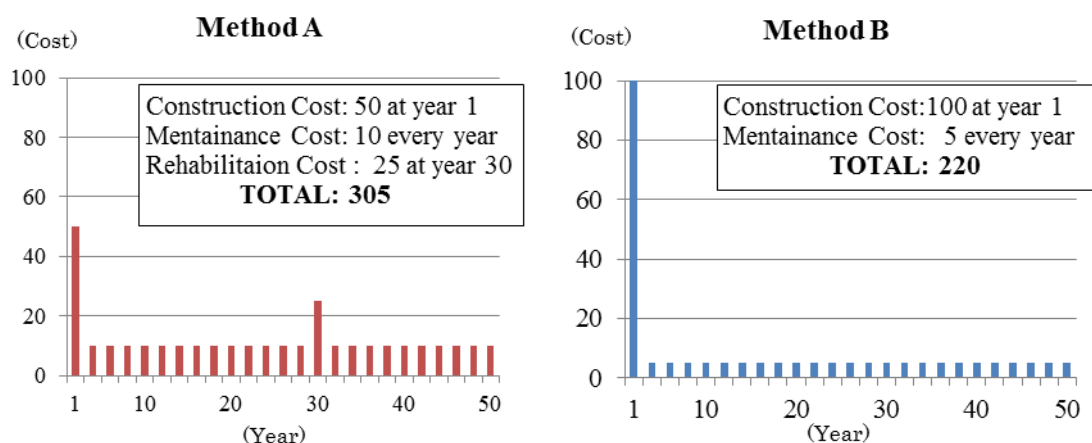 Method A
(Cost)
100
80
60
40
20
0
Construction Cost: 50 at year 1
Mentainance Cost: 10 every year
Rehabilitaion Cost : 25 at year 30
TOTAL: 305
1 10 20 30 40 50
(Year)
Method B
(Cost)
100
80
60
40
20
0
Construction Cost:100 at year 1
Mentainance Cost: 5 every year
TOTAL: 220
1 10 20 30 40 50
(Year)